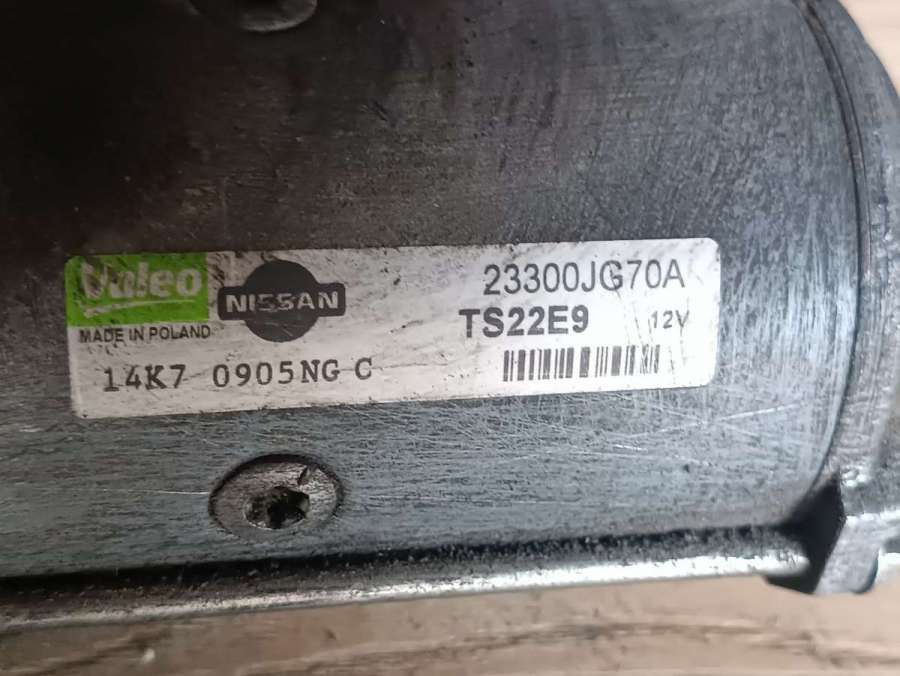 Valeo
NISSAN
23300JG70A
MADE IN POLAND
TS22E9 12V
14K7 0905NG C